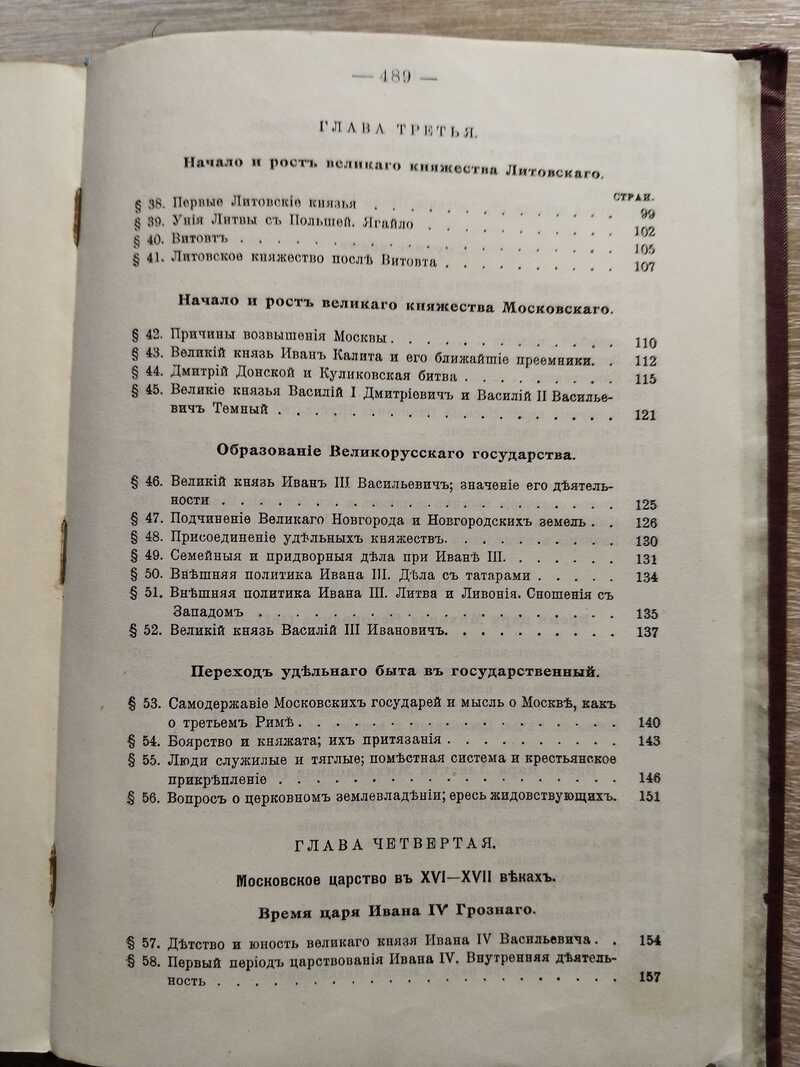 — 489 —
ГЛАВА ТРЕТЬЯ.
Начало и ростъ великаго княжества Литовскаго.
СТРАН.
§ 38. Первые Литовскіе князья . . . . . . . . . . . 99
§ 39. Унія Литвы съ Польшей. Ягайло . . . . . . . . . 102
§ 40. Витовтъ . . . . . . . . . . . . . . . . . . 105
§ 41. Литовское княжество послѣ Витовта . . . . . . . . . 107
Начало и ростъ великаго княжества Московскаго.
§ 42. Причины возвышенія Москвы . . . . . . . . . . . 110
§ 43. Великій князь Иванъ Калита и его ближайшіе преемники. . 112
§ 44. Дмитрій Донской и Куликовская битва . . . . . . . . . 115
§ 45. Великіе князья Василій I Дмитріевичъ и Василій II Василье-
вичъ Темный . . . . . . . . . . . . . . . . . 121
Образованіе Великорусскаго государства.
§ 46. Великій князь Иванъ III Васильевичъ; значеніе его дѣятель-
ности . . . . . . . . . . . . . . . . . . . . 125
§ 47. Подчиненіе Великаго Новгорода и Новгородскихъ земель . . 126
§ 48. Присоединеніе удѣльныхъ княжествъ. . . . . . . . . . 130
§ 49. Семейныя и придворныя дѣла при Иванѣ III. . . . . . . 131
§ 50. Внѣшняя политика Ивана III. Дѣла съ татарами . . . . . 134
§ 51. Внѣшняя политика Ивана III. Литва и Ливонія. Сношенія съ
Западомъ . . . . . . . . . . . . . . . . . . 135
§ 52. Великій князь Василій III Ивановичъ. . . . . . . . . . 137
Переходъ удѣльнаго быта въ государственный.
§ 53. Самодержавіе Московскихъ государей и мысль о Москвѣ, какъ
о третьемъ Римѣ . . . . . . . . . . . . . . . . 140
§ 54. Боярство и княжата; ихъ притязанія . . . . . . . . . . 143
§ 55. Люди служилые и тяглые; помѣстная система и крестьянское
прикрѣпленіе . . . . . . . . . . . . . . . . . 146
§ 56. Вопросъ о церковномъ землевладѣніи; ересь жидовствующихъ. 151
ГЛАВА ЧЕТВЕРТАЯ.
Московское царство въ XVI—XVII вѣкахъ.
Время царя Ивана IV Грознаго.
§ 57. Дѣтство и юность великаго князя Ивана IV Васильевича . . 154
§ 58. Первый періодъ царствованія Ивана IV. Внутренняя дѣятель-
ность . . . . . . . . . . . . . . . . . . . . 157